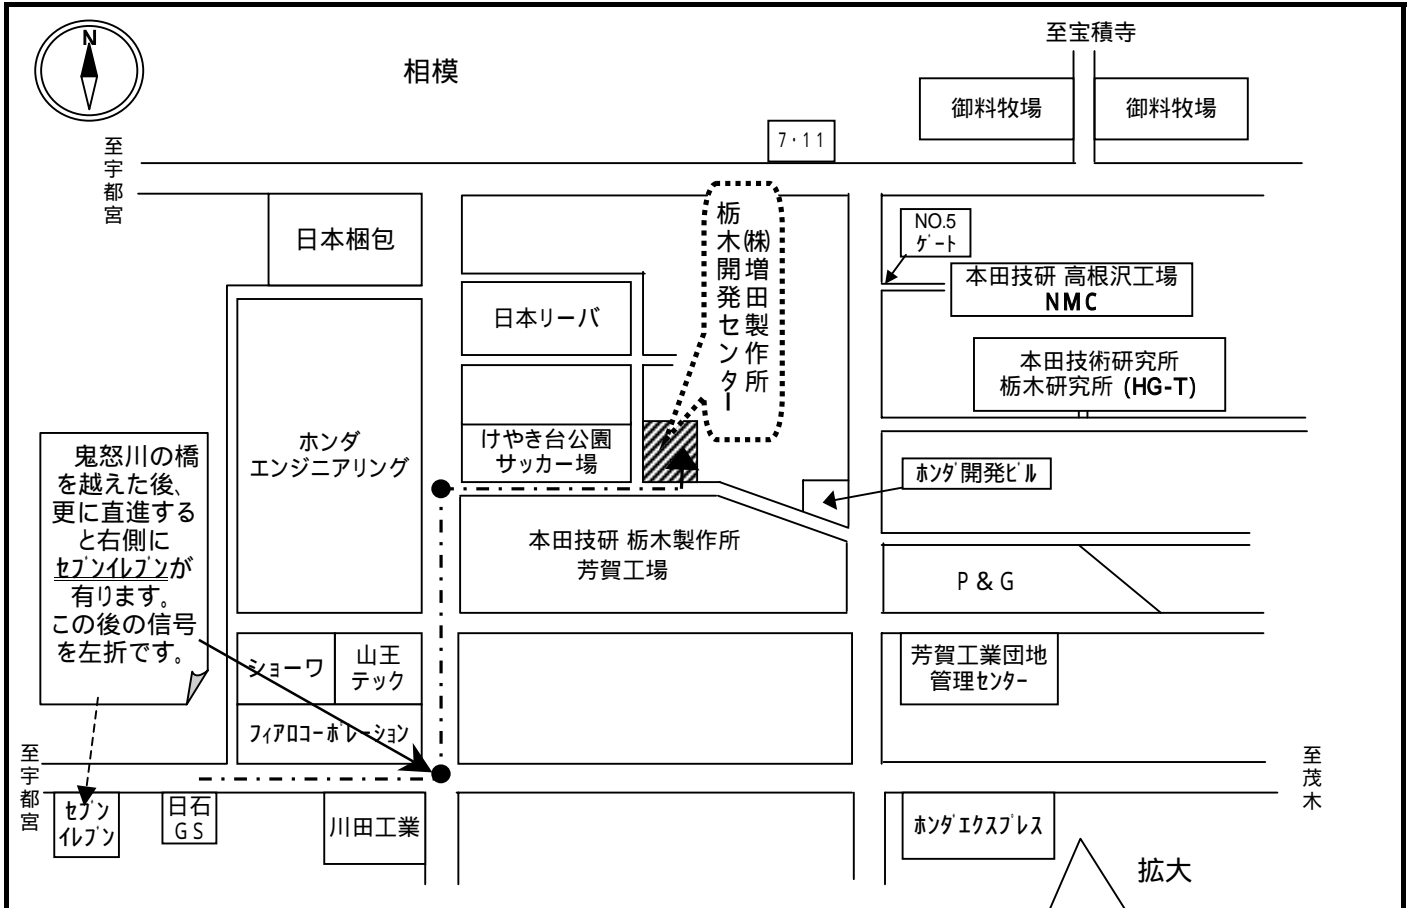 N
相模
至宝積寺
御料牧場
御料牧場
7・11
至宇都宮
日本梱包
㈱増田製作所
栃木開発センター
NO.5
ｹﾞｰﾄ
本田技研 高根沢工場
NMC
日本リーバ
本田技術研究所
栃木研究所 (HG-T)
ホンダ
エンジニアリング
けやき台公園
サッカー場
ﾎﾝﾀﾞ開発ﾋﾞﾙ
鬼怒川の橋
を越えた後、
更に直進する
と右側に
ｾﾌﾞﾝｲﾚﾌﾞﾝが
有ります。
この後の信号
を左折です。
本田技研 栃木製作所
芳賀工場
P & G
ショーワ
山王
テック
芳賀工業団地
管理ｾﾝﾀｰ
ﾌｨｱﾛｺｰﾎﾟﾚｰｼｮﾝ
至宇都宮
至茂木
ｾﾌﾞﾝ
ｲﾚﾌﾞﾝ
日石
GS
川田工業
ﾎﾝﾀﾞｴｸｽﾌﾟﾚｽ
拡大